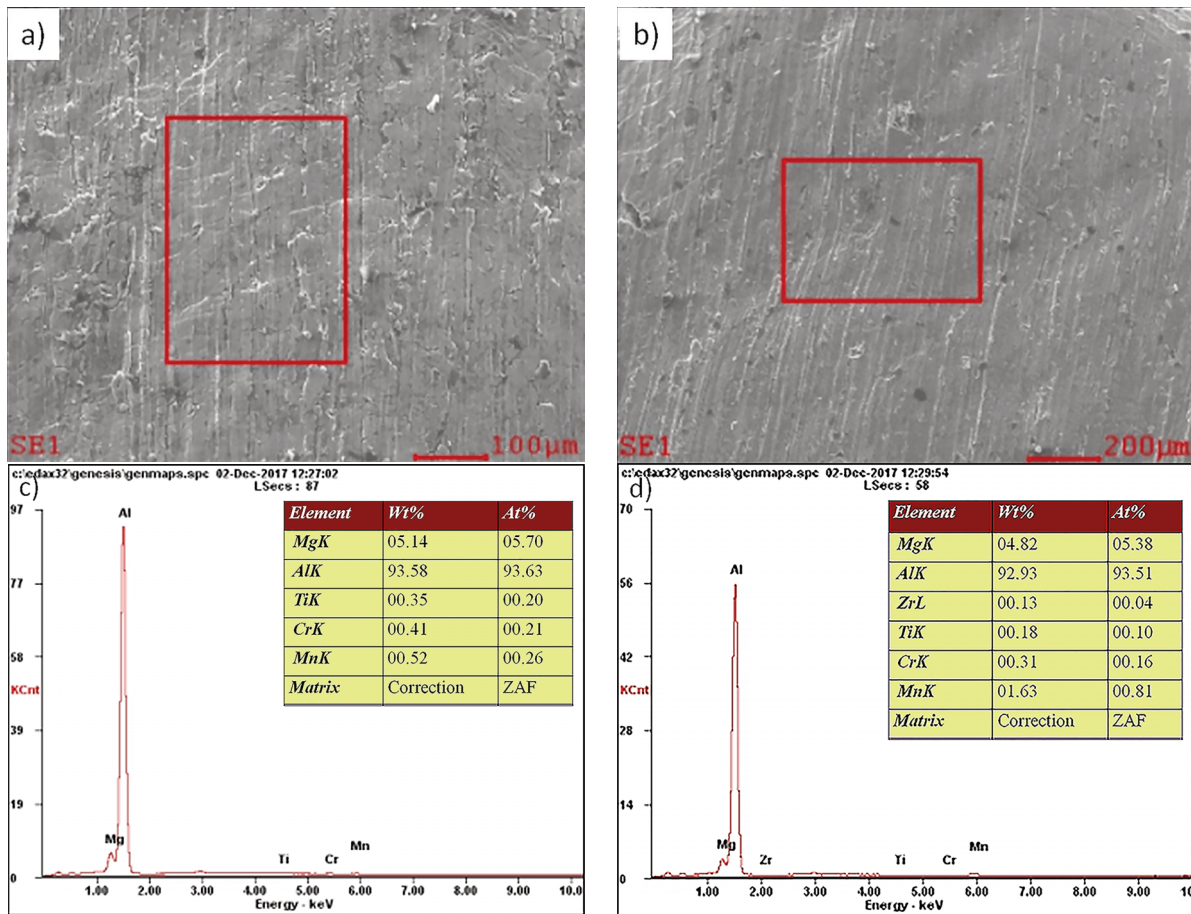 a)
SE1
100µm
b)
SE1
200µm
c:\edax32\genesis\genmaps.spc 02-Dec-2017 12:27:02
LSecs : 87
c)
97
77
58
KCnt
39
19
0
Al
Mg
Ti
Cr
Mn
1.00 2.00 3.00 4.00 5.00 6.00 7.00 8.00 9.00 10.0
Energy - keV
Element Wt% At%
MgK 05.14 05.70
AlK 93.58 93.63
TiK 00.35 00.20
CrK 00.41 00.21
MnK 00.52 00.26
Matrix Correction ZAF
c:\edax32\genesis\genmaps.spc 02-Dec-2017 12:29:54
LSecs : 58
d)
70
56
42
KCnt
28
14
0
Al
Mg
Zr
Ti
Cr
Mn
1.00 2.00 3.00 4.00 5.00 6.00 7.00 8.00 9.00 10
Energy - keV
Element Wt% At%
MgK 04.82 05.38
AlK 92.93 93.51
ZrL 00.13 00.04
TiK 00.18 00.10
CrK 00.31 00.16
MnK 01.63 00.81
Matrix Correction ZAF